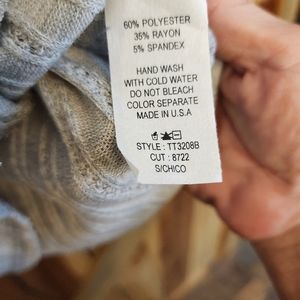 60% POLYESTER
35% RAYON
5% SPANDEX
HAND WASH
WITH COLD WATER
DO NOT BLEACH
COLOR SEPARATE
MADE IN U.S.A
STYLE : TT3208B
CUT : 8722
S/CHICO